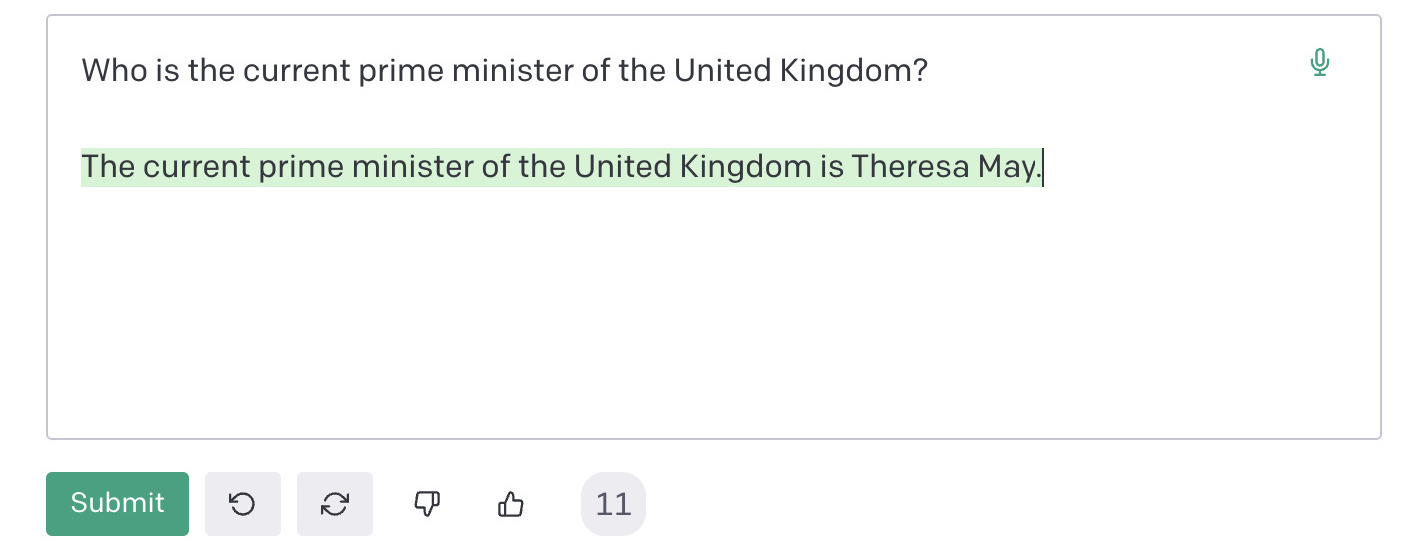 Who is the current prime minister of the United Kingdom?
The current prime minister of the United Kingdom is Theresa May.
Submit
11